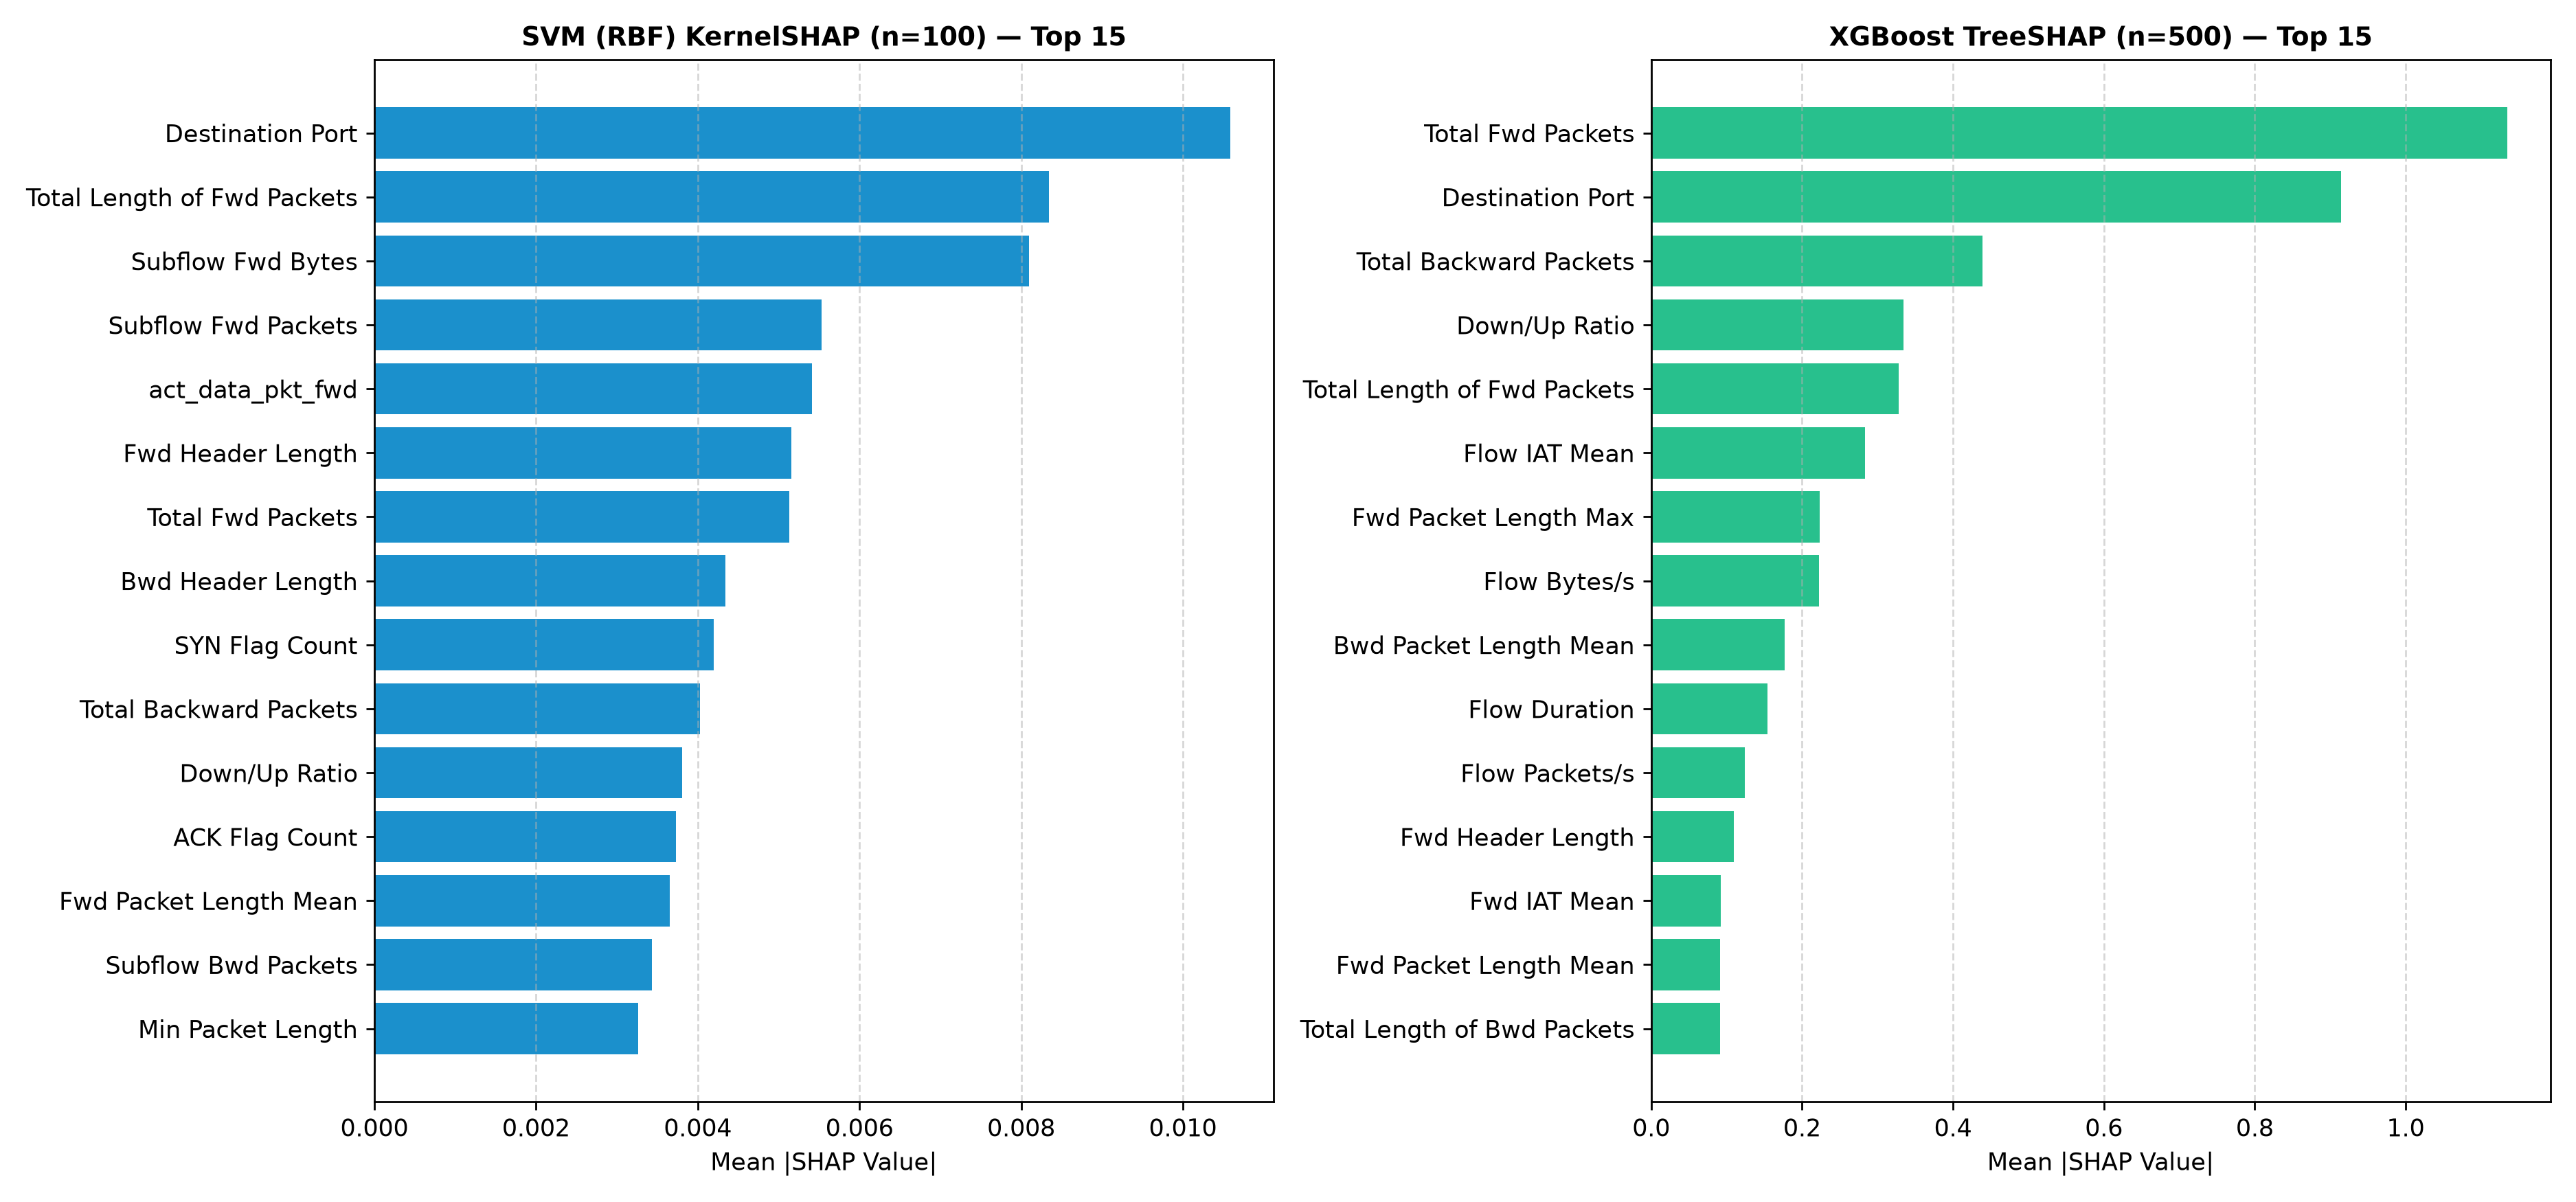 SVM (RBF) KernelSHAP (n=100) — Top 15
Destination Port
Total Length of Fwd Packets
Subflow Fwd Bytes
Subflow Fwd Packets
act_data_pkt_fwd
Fwd Header Length
Total Fwd Packets
Bwd Header Length
SYN Flag Count
Total Backward Packets
Down/Up Ratio
ACK Flag Count
Fwd Packet Length Mean
Subflow Bwd Packets
Min Packet Length
0.000 0.002 0.004 0.006 0.008 0.010
Mean |SHAP Value|
XGBoost TreeSHAP (n=500) — Top 15
Total Fwd Packets
Destination Port
Total Backward Packets
Down/Up Ratio
Total Length of Fwd Packets
Flow IAT Mean
Fwd Packet Length Max
Flow Bytes/s
Bwd Packet Length Mean
Flow Duration
Flow Packets/s
Fwd Header Length
Fwd IAT Mean
Fwd Packet Length Mean
Total Length of Bwd Packets
0.0 0.2 0.4 0.6 0.8 1.0
Mean |SHAP Value|